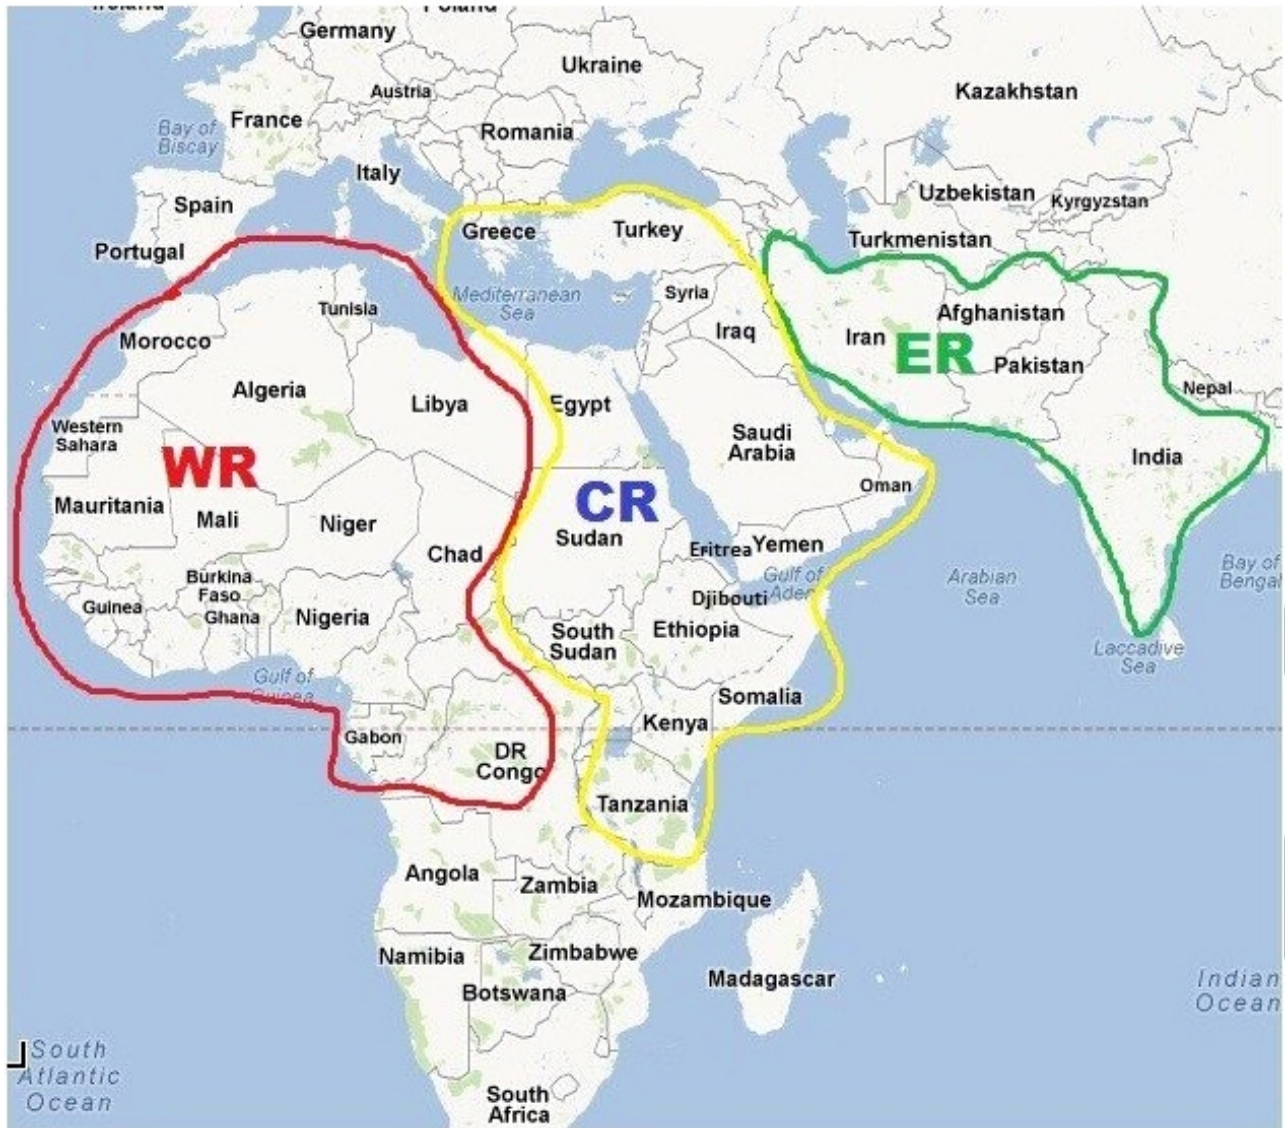 Ireland
Poland
Germany
Ukraine
Austria
Kazakhstan
France
Bay of
Biscay
Romania
Italy
Spain
Uzbekistan
Kyrgyzstan
Portugal
Greece
Turkey
Turkmenistan
Mediterranean
Sea
Syria
Tunisia
Afghanistan
Morocco
Iraq
Iran
ER
Pakistan
Algeria
Libya
Egypt
Nepal
Western
Sahara
Saudi
Arabia
WR
India
Mauritania
Mali
Niger
CR
Oman
Sudan
Chad
Eritrea
Yemen
Burkina
Faso
Gulf of
Aden
Arabian
Sea
Bay of
Bengal
Guinea
Ghana
Nigeria
Djibouti
South
Sudan
Ethiopia
Laccadive
Sea
Gulf of
Guinea
Somalia
Kenya
Gabon
DR
Congo
Tanzania
Angola
Zambia
Mozambique
Namibia
Zimbabwe
Botswana
Madagascar
Indian
Ocean
South
Atlantic
Ocean
South
Africa